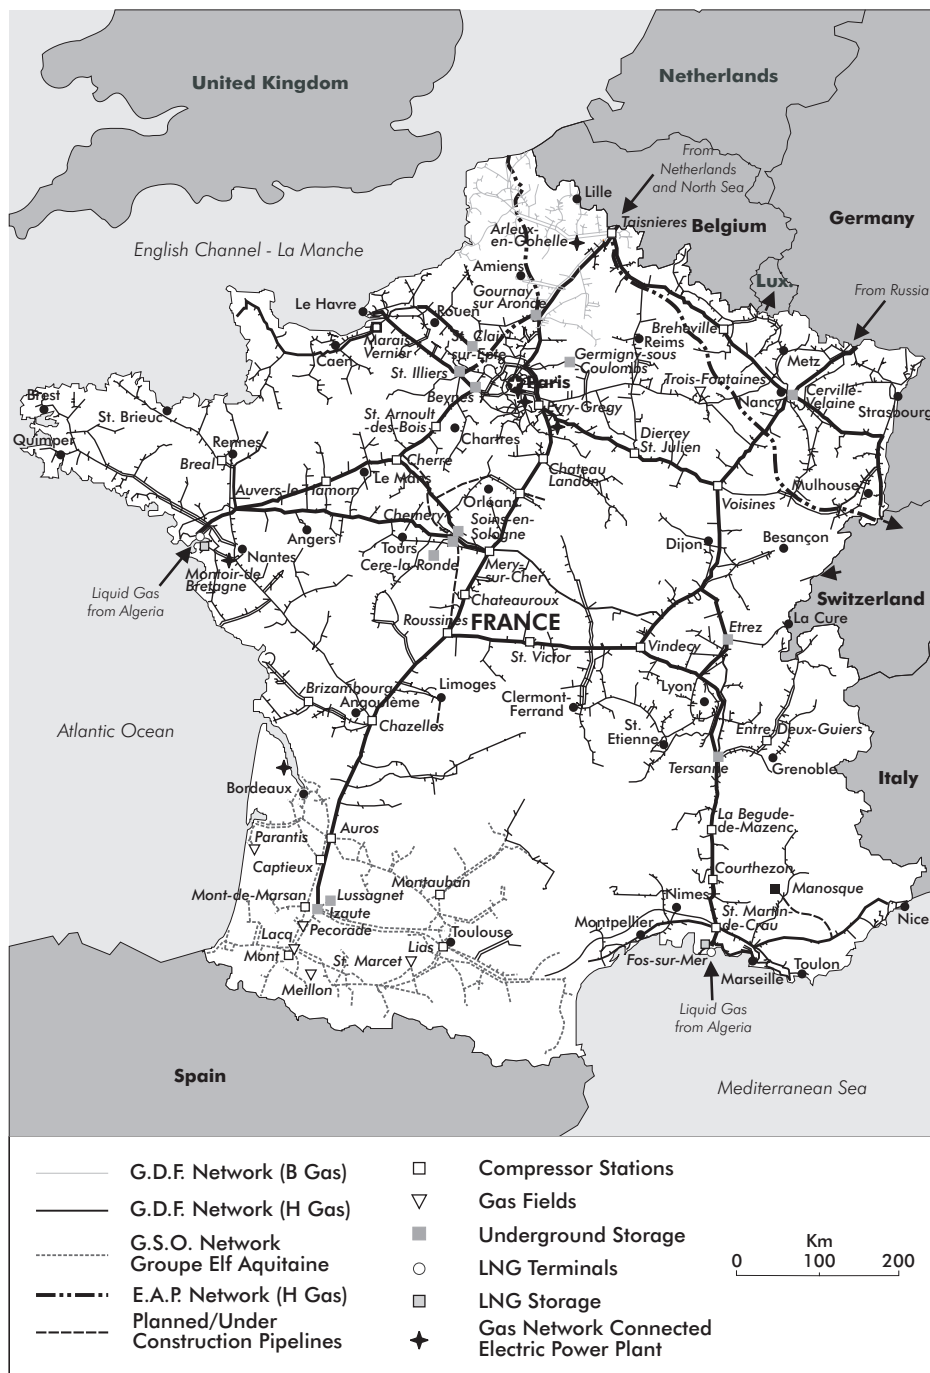 United Kingdom
Netherlands
From
Netherlands
and North Sea
Lille
Taisnieres
Belgium
Germany
Arleux-
en-Gohelle
English Channel - La Manche
Amiens
Lux.
From Russia
Gournay
sur Aronde
Le Havre
Rouen
Marais
Vernier
St. Clair
sur-Epte
Breheville
Reims
Caen
Metz
St. Illiers
Germigny-sous
-Coulombs
Paris
Trois-Fontaines
Nancy
Cerville-
Velaine
Brest
Beynes
Evry-Gregy
Strasbourg
St. Brieuc
St. Arnoult
-des-Bois
Chartres
Dierrey
St. Julien
Quimper
Rennes
Breal
Cherre
Le Mans
Chateau
Landon
Auvers-le-Hamon
Orléans
Mulhouse
Voisines
Chemery
Soins-en-
Sologne
Angers
Tours
Dijon
Besançon
Nantes
Cere-la-Ronde
Mery-
sur-Cher
Montoir-de
Bretagne
Liquid Gas
from Algeria
Chateauroux
Switzerland
Roussines
FRANCE
Etrez
La Cure
St. Victor
Vindecy
Brizambourg
Limoges
Lyon
Angoulème
Clermont-
Ferrand
Chazelles
Atlantic Ocean
St.
Etienne
Entre-Deux-Guiers
Tersanne
Grenoble
Italy
Bordeaux
La Begude-
de-Mazenc
Parantis
Auros
Captieux
Courthezon
Montauban
Manosque
Mont-de-Marsan
Lussagnet
Izaute
Nimes
St. Martin-
de-Crau
Nice
Pecorade
Lacq
Toulouse
Montpellier
Mont
St. Marcet
Lias
Fos-sur-Mer
Toulon
Marseille
Meillon
Liquid Gas
from Algeria
Spain
Mediterranean Sea
G.D.F. Network (B Gas)
G.D.F. Network (H Gas)
G.S.O. Network
Groupe Elf Aquitaine
E.A.P. Network (H Gas)
Planned/Under
Construction Pipelines
Compressor Stations
Gas Fields
Underground Storage
LNG Terminals
LNG Storage
Gas Network Connected
Electric Power Plant
Km
0 100 200